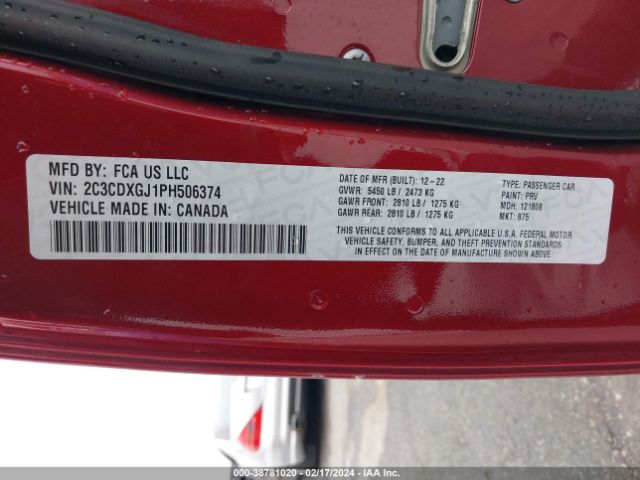 MFD BY: FCA US LLC
VIN: 2C3CDXGJ1PH506374
VEHICLE MADE IN: CANADA
DATE OF MFR (BUILT): 12-22
GVWR: 5450 LB / 2473 KG
GAWR FRONT: 2810 LB / 1275 KG
GAWR REAR: 2810 LB / 1275 KG
TYPE: PASSENGER CAR
PAINT: PRV
MDH: 121808
MKT: 875
THIS VEHICLE CONFORMS TO ALL APPLICABLE U.S.A. FEDERAL MOTOR
VEHICLE SAFETY, BUMPER, AND THEFT PREVENTION STANDARDS
IN EFFECT ON THE DATE OF MANUFACTURE SHOWN ABOVE.
000-38781020 - 02/17/2024 - IAAI.COM